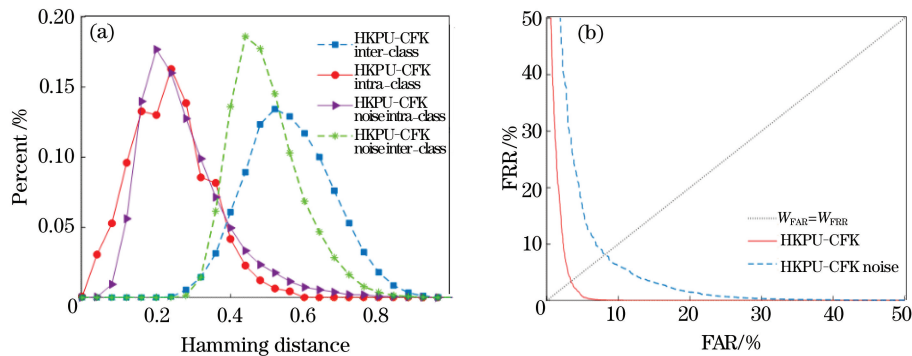 (a)
0.20
0.15
0.10
0.05
0
Percent /%
0.2
0.4
0.6
0.8
Hamming distance
HKPU-CFK
inter-class
HKPU-CFK
intra-class
HKPU-CFK
noise intra-class
HKPU-CFK
noise inter-class
(b)
50
40
30
20
10
0
FRR/%
10
20
30
40
50
FAR/%
W_FAR=W_FRR
HKPU-CFK
HKPU-CFK noise